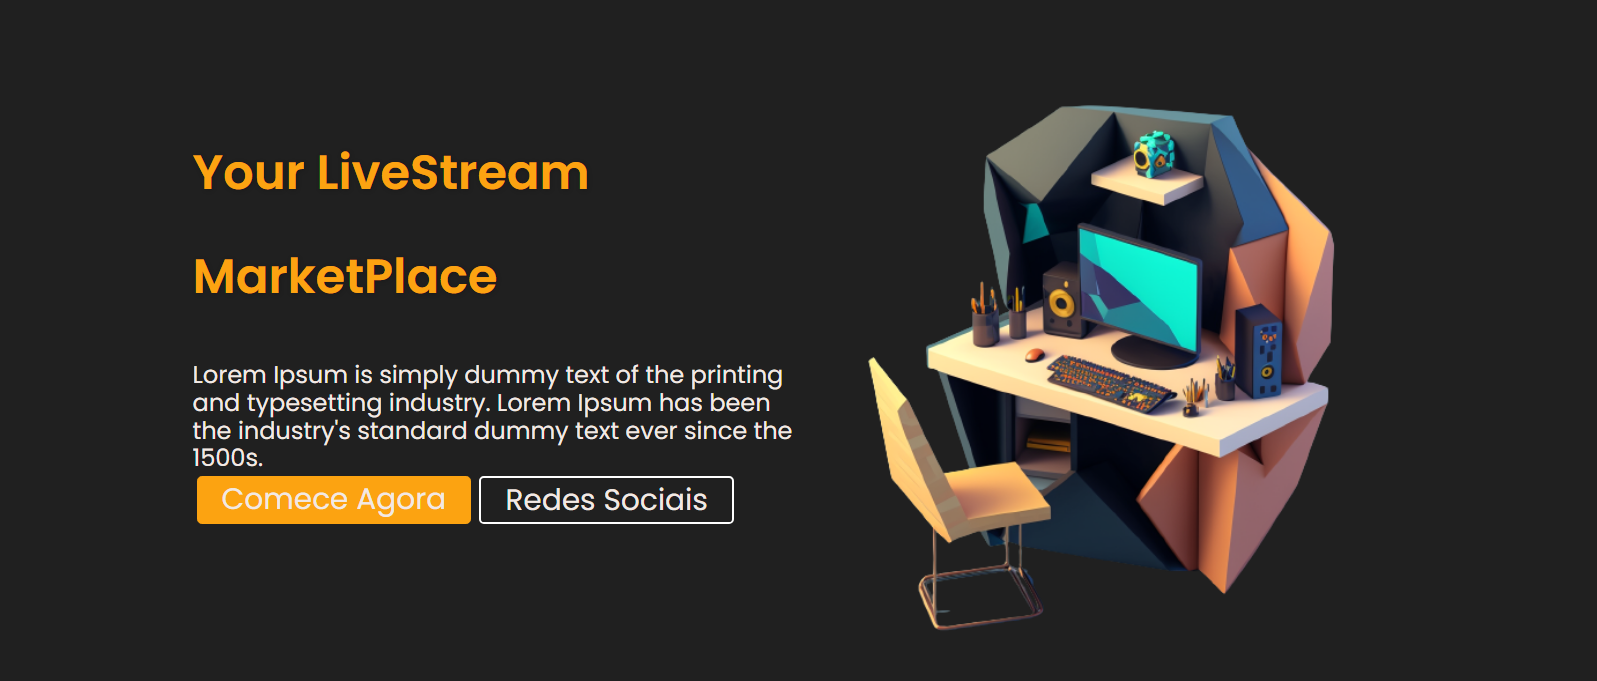 Your LiveStream
MarketPlace
Lorem Ipsum is simply dummy text of the printing
and typesetting industry. Lorem Ipsum has been
the industry's standard dummy text ever since the
1500s.
Comece Agora
Redes Sociais